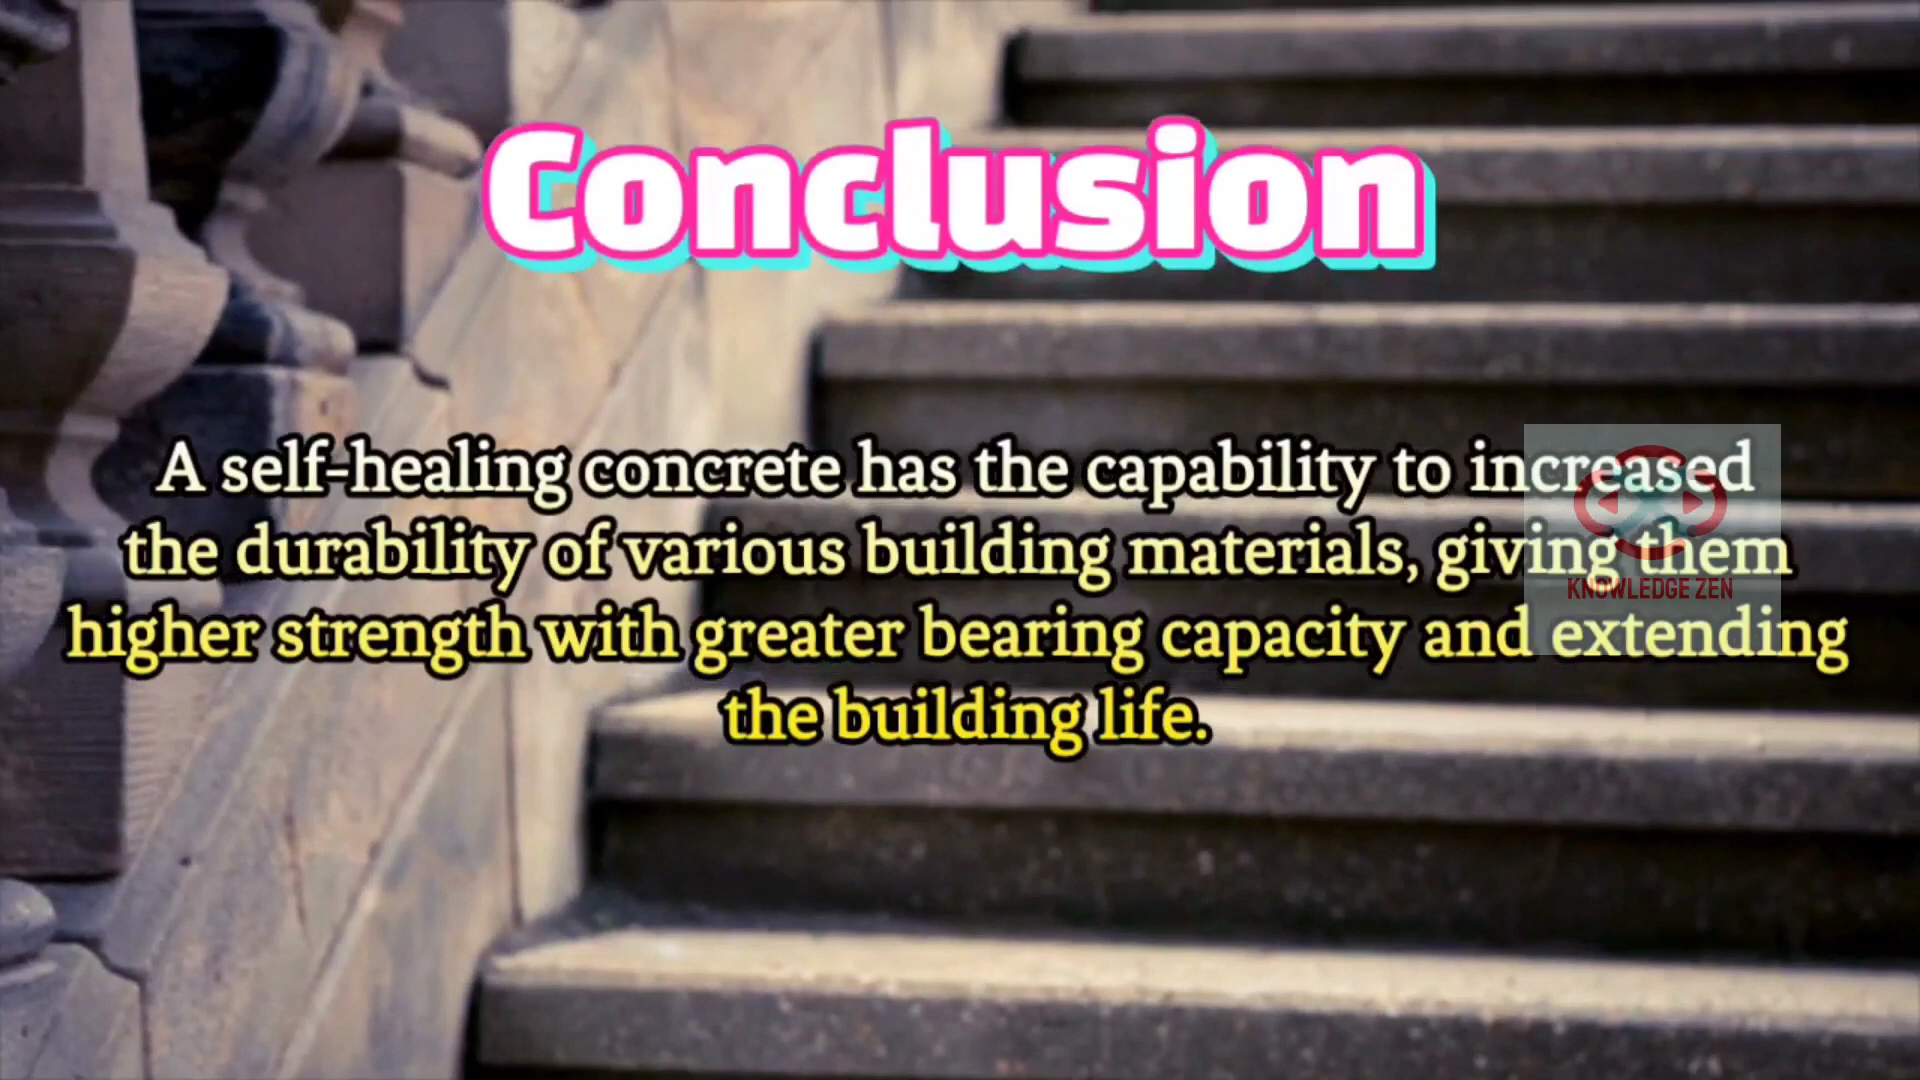 Conclusion
A self-healing concrete has the capability to increased
the durability of various building materials, giving them
higher strength with greater bearing capacity and extending
the building life.
KNOWLEDGE ZEN